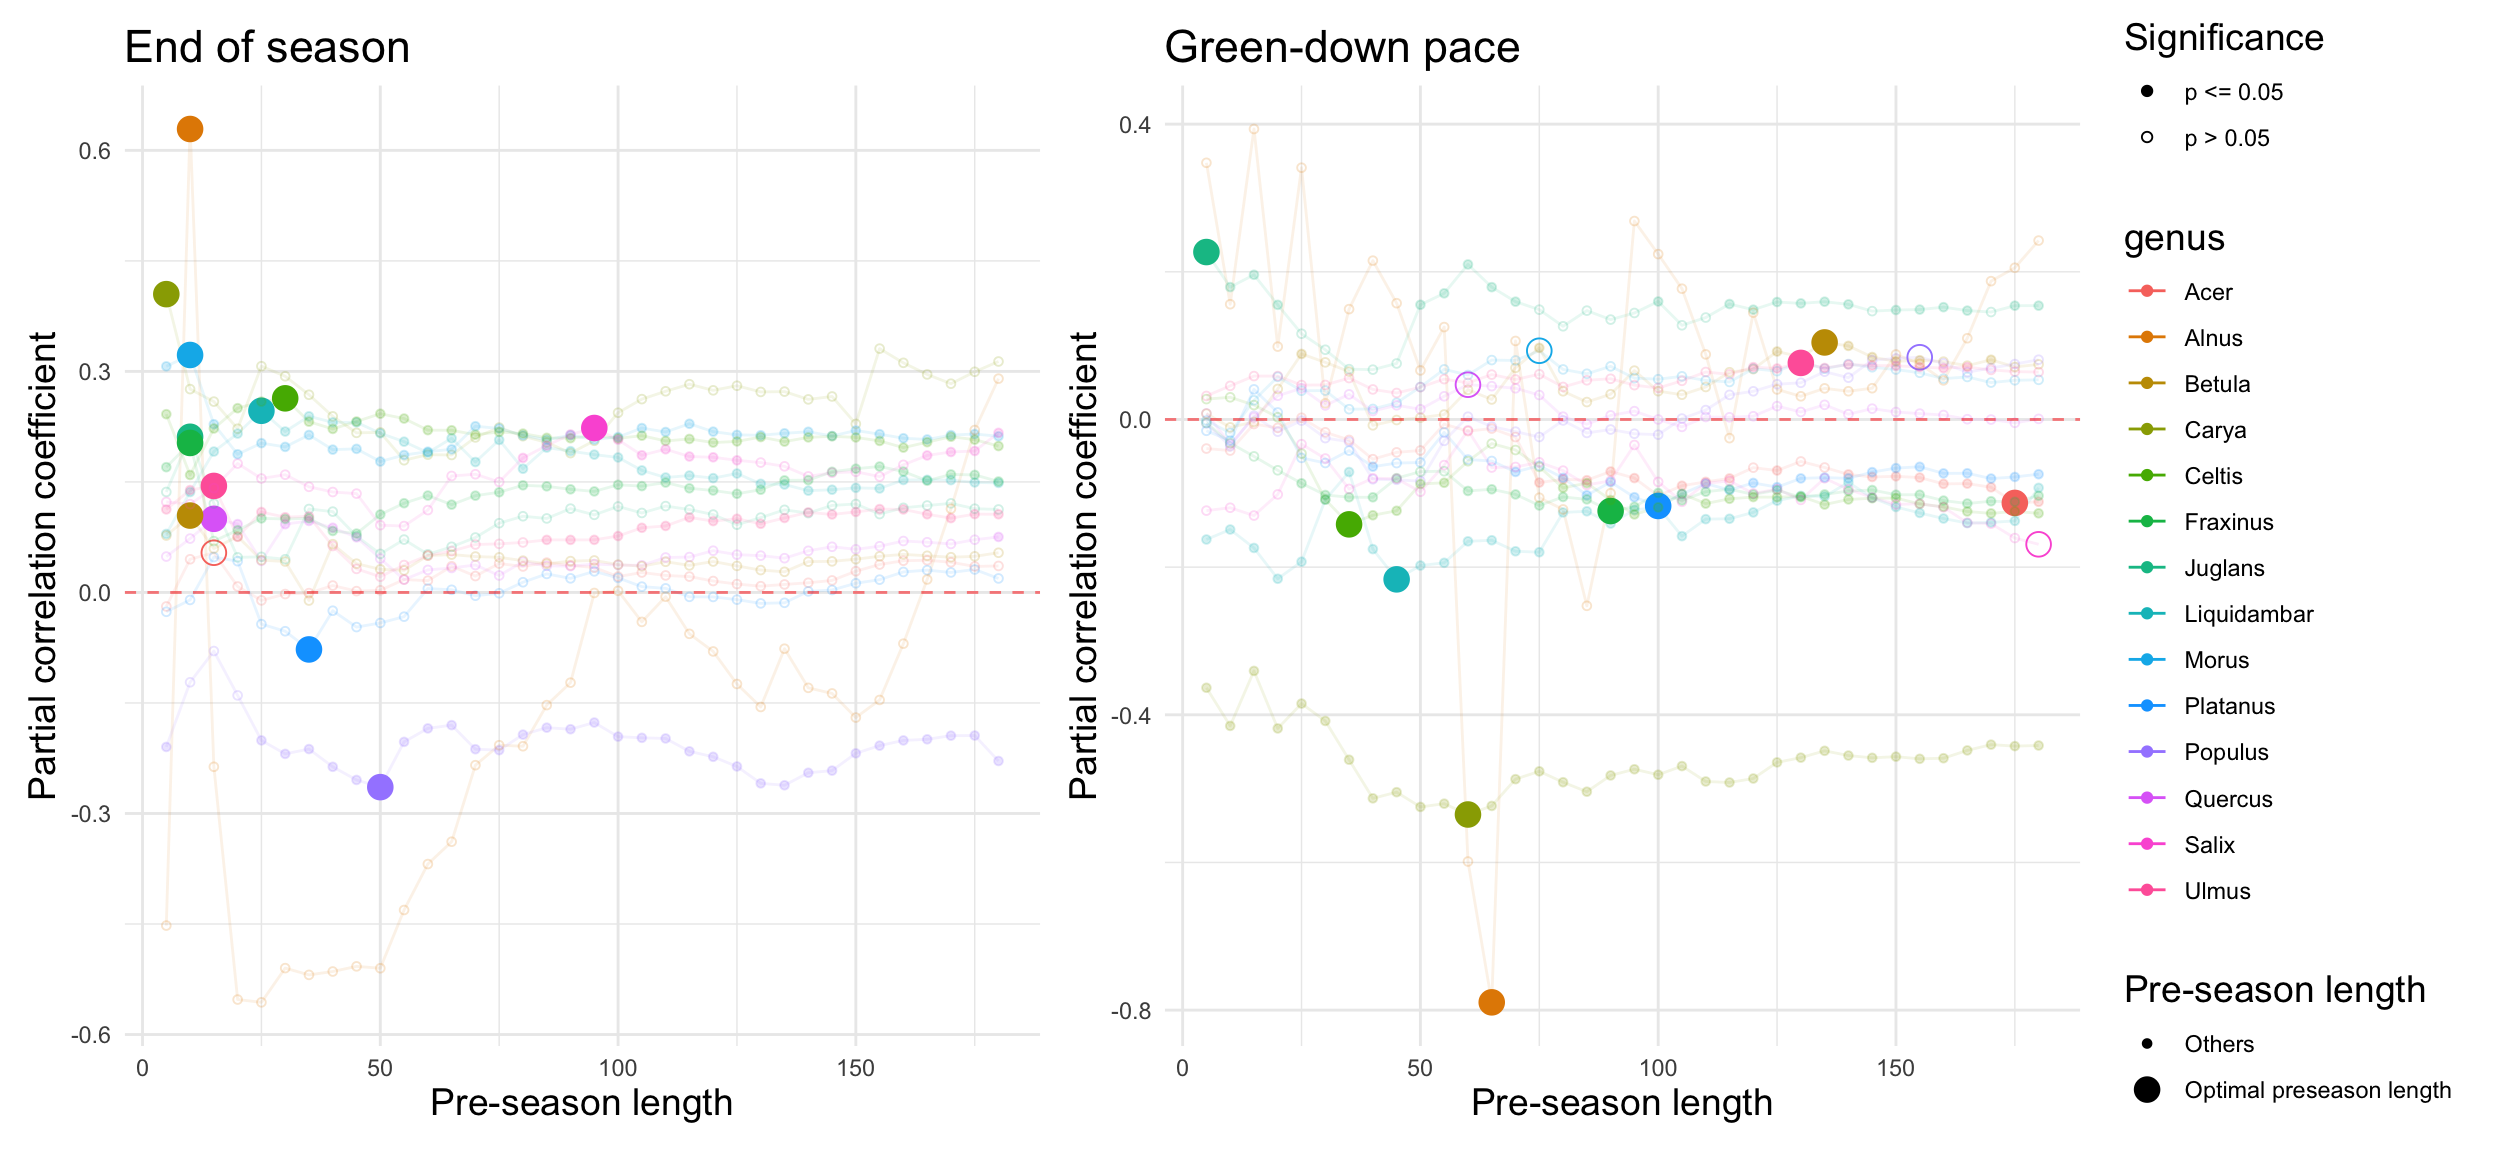 End of season
Partial correlation coefficient
0.6
0.3
0.0
-0.3
-0.6
0
50
100
150
Pre-season length
Green-down pace
Partial correlation coefficient
0.4
0.0
-0.4
-0.8
0
50
100
150
Pre-season length
Significance
p <= 0.05
p > 0.05
genus
Acer
Alnus
Betula
Carya
Celtis
Fraxinus
Juglans
Liquidambar
Morus
Platanus
Populus
Quercus
Salix
Ulmus
Pre-season length
Others
Optimal preseason length